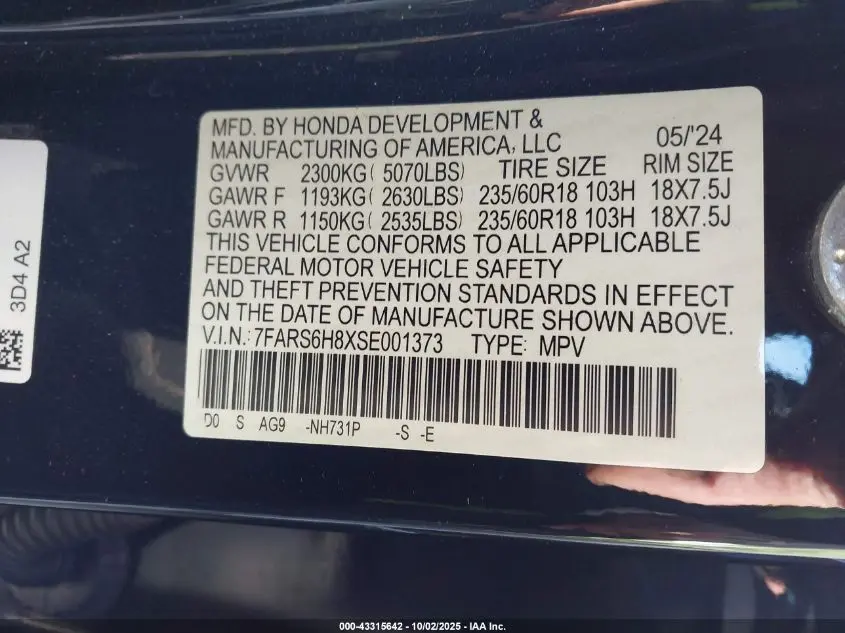 MFD. BY HONDA DEVELOPMENT &
MANUFACTURING OF AMERICA, LLC 05/'24
GVWR 2300KG( 5070LBS) TIRE SIZE RIM SIZE
GAWR F 1193KG( 2630LBS) 235/60R18 103H 18X7.5J
GAWR R 1150KG( 2535LBS) 235/60R18 103H 18X7.5J
THIS VEHICLE CONFORMS TO ALL APPLICABLE
FEDERAL MOTOR VEHICLE SAFETY
AND THEFT PREVENTION STANDARDS IN EFFECT
ON THE DATE OF MANUFACTURE SHOWN ABOVE.
V.I.N.: 7FARS6H8XSE001373 TYPE: MPV
D0 S AG9 -NH731P -S -E
3D4 A2
000-43315642 - 10/02/2025 - IAA Inc.